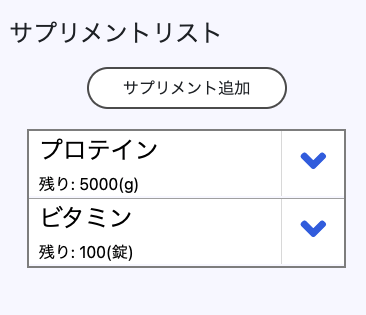 サプリメントリスト
サプリメント追加
プロテイン
残り: 5000(g)
ビタミン
残り: 100(錠)